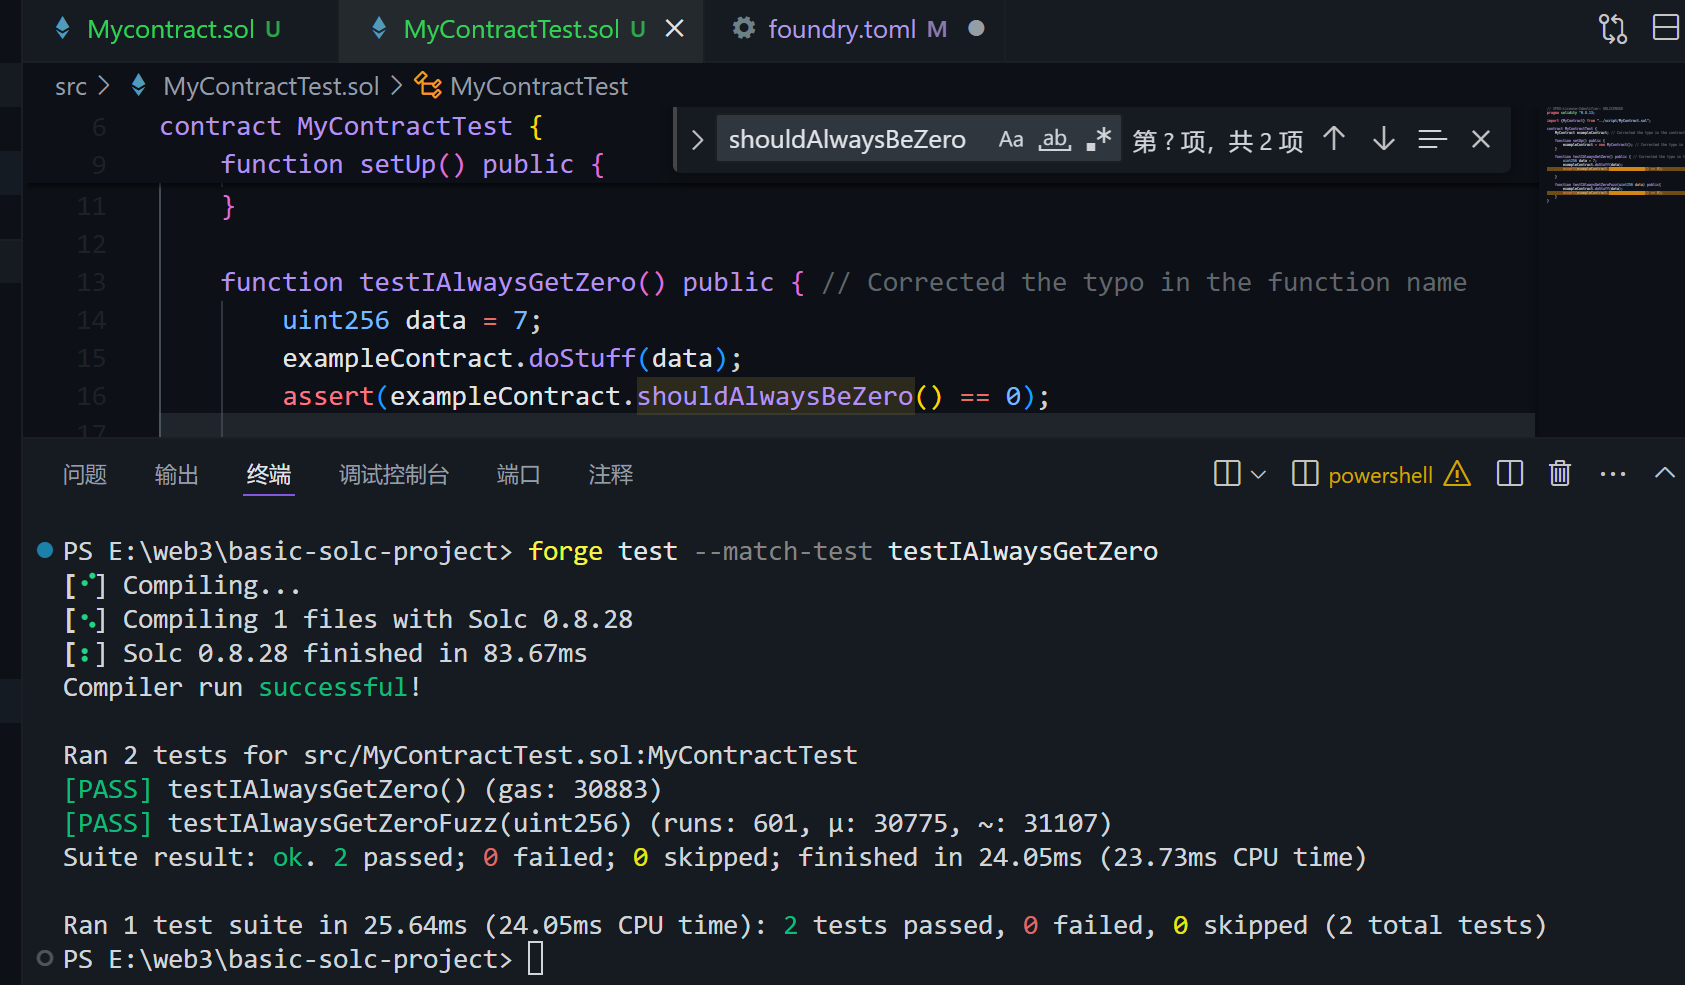 Mycontract.sol U
MyContractTest.sol U
foundry.toml M
src > MyContractTest.sol > MyContractTest
shouldAlwaysBeZero Aa ab .* 第 ? 项, 共 2 项
6 contract MyContractTest {
9 function setUp() public {
11 }
12
13 function testIAlwaysGetZero() public { // Corrected the typo in the function name
14 uint256 data = 7;
15 exampleContract.doStuff(data);
16 assert(exampleContract.shouldAlwaysBeZero() == 0);
17
问题 输出 终端 调试控制台 端口 注释
powershell
PS E:\web3\basic-solc-project> forge test --match-test testIAlwaysGetZero
[⠊] Compiling...
[⠢] Compiling 1 files with Solc 0.8.28
[⠆] Solc 0.8.28 finished in 83.67ms
Compiler run successful!
Ran 2 tests for src/MyContractTest.sol:MyContractTest
[PASS] testIAlwaysGetZero() (gas: 30883)
[PASS] testIAlwaysGetZeroFuzz(uint256) (runs: 601, μ: 30775, ~: 31107)
Suite result: ok. 2 passed; 0 failed; 0 skipped; finished in 24.05ms (23.73ms CPU time)
Ran 1 test suite in 25.64ms (24.05ms CPU time): 2 tests passed, 0 failed, 0 skipped (2 total tests)
PS E:\web3\basic-solc-project>